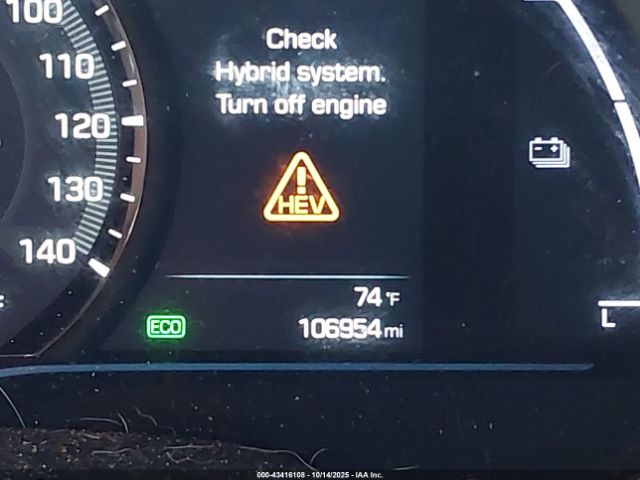 100
110
120
130
140
Check
Hybrid system.
Turn off engine
HEV
74 °F
ECO
106954 mi
L
000-43416108 - 10/14/2025 - IAA Inc.